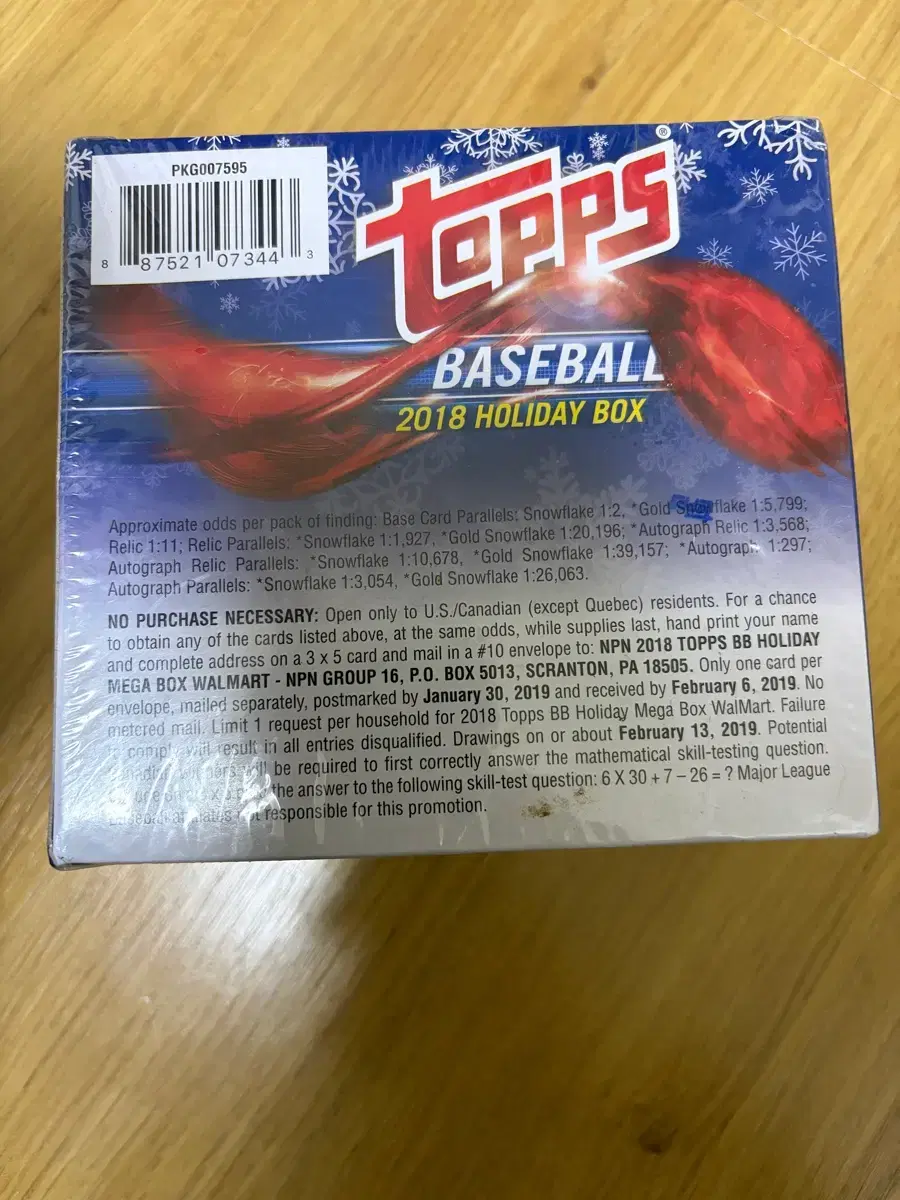 PKG007595
8 87521 07344 3
TOPPS®
BASEBALL
2018 HOLIDAY BOX
Approximate odds per pack of finding: Base Card Parallels: Snowflake 1:2, *Gold Snowflake 1:5,799;
Relic 1:11; Relic Parallels: *Snowflake 1:1,927, *Gold Snowflake 1:20,196; *Autograph Relic 1:3,568;
Autograph Relic Parallels: *Snowflake 1:10,678, *Gold Snowflake 1:39,157; *Autograph 1:297;
Autograph Parallels: *Snowflake 1:3,054, *Gold Snowflake 1:26,063.
NO PURCHASE NECESSARY: Open only to U.S./Canadian (except Quebec) residents. For a chance
to obtain any of the cards listed above, at the same odds, while supplies last, hand print your name
and complete address on a 3 x 5 card and mail in a #10 envelope to: NPN 2018 TOPPS BB HOLIDAY
MEGA BOX WALMART - NPN GROUP 16, P.O. BOX 5013, SCRANTON, PA 18505. Only one card per
envelope, mailed separately, postmarked by January 30, 2019 and received by February 6, 2019. No
metered mail. Limit 1 request per household for 2018 Topps BB Holiday Mega Box WalMart. Failure
to comply will result in all entries disqualified. Drawings on or about February 13, 2019. Potential
Canadian will be required to first correctly answer the mathematical skill-testing question.
the answer to the following skill-test question: 6 X 30 + 7 – 26 = ? Major League
Baseball not responsible for this promotion.